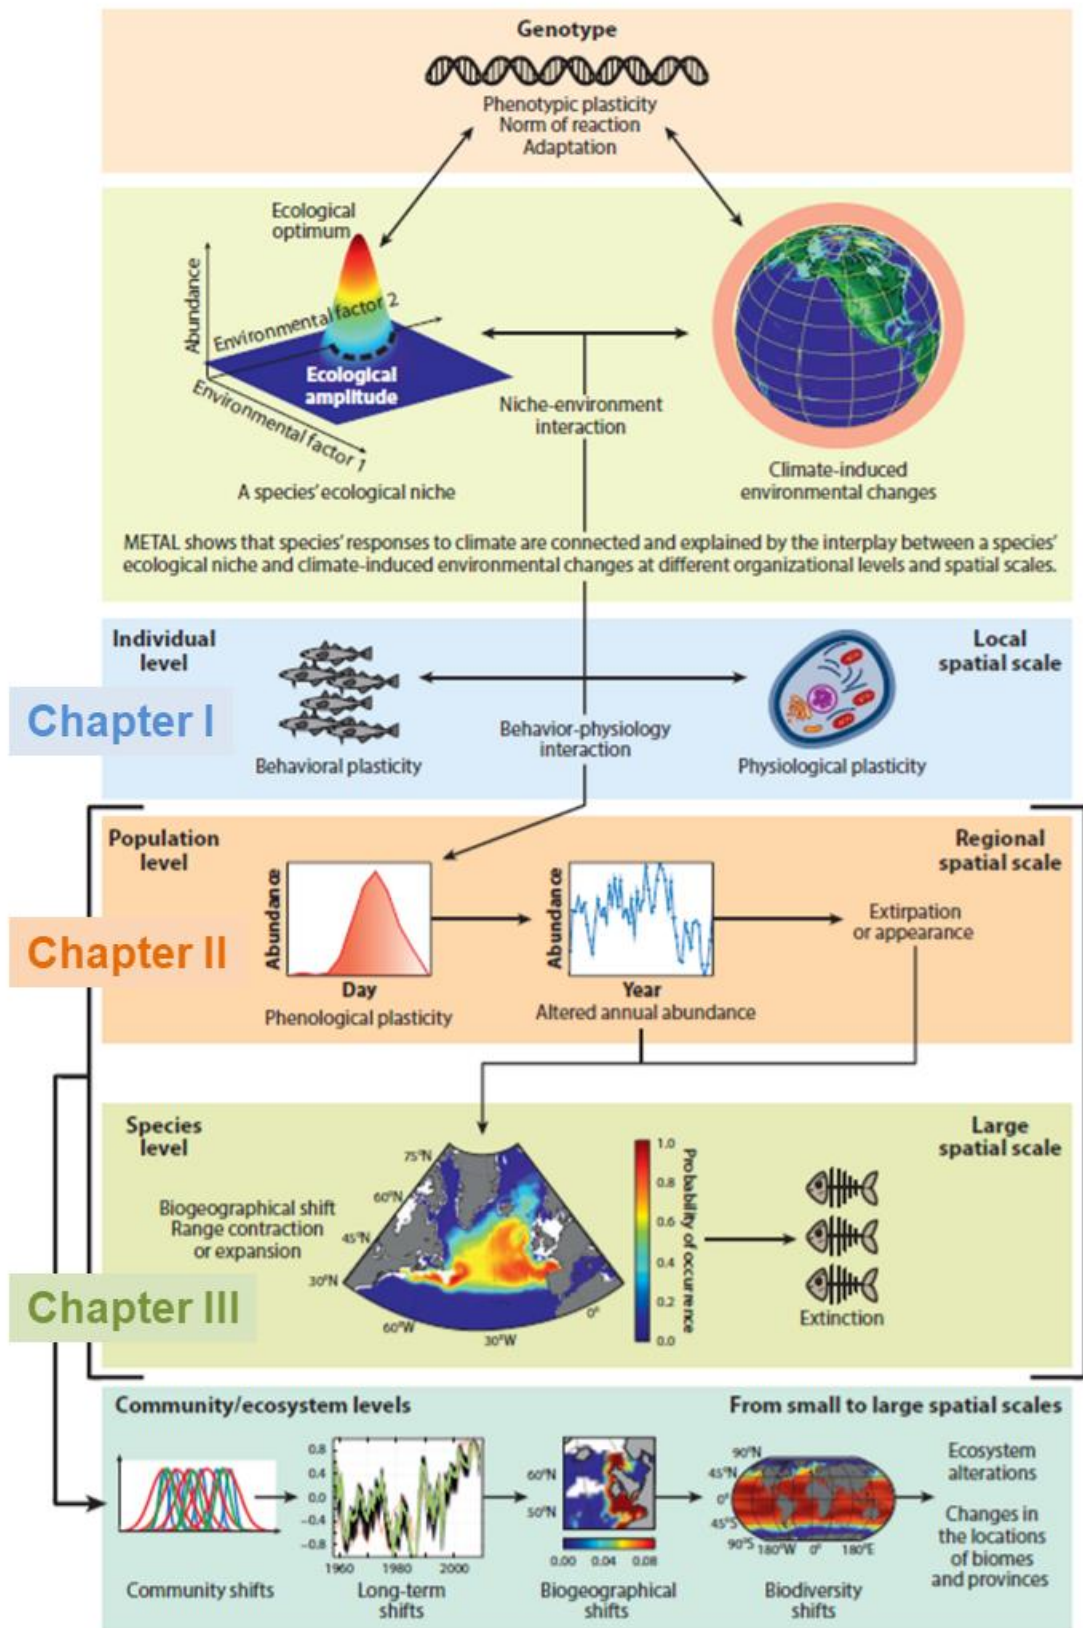 Genotype
Phenotypic plasticity
Norm of reaction
Adaptation
Ecological
optimum
Abundance
Environmental factor 2
Ecological
amplitude
Environmental factor 1
A species' ecological niche
Niche-environment
interaction
Climate-induced
environmental changes
METAL shows that species' responses to climate are connected and explained by the interplay between a species'
ecological niche and climate-induced environmental changes at different organizational levels and spatial scales.
Individual
level
Local
spatial scale
Chapter I
Behavioral plasticity
Behavior-physiology
interaction
Physiological plasticity
Population
level
Regional
spatial scale
Chapter II
Abundance
Day
Phenological plasticity
Abundance
Year
Altered annual abundance
Extirpation
or appearance
Species
level
Large
spatial scale
Biogeographical shift
Range contraction
or expansion
Chapter III
75°N
60°N
45°N
30°N
60°W
30°W
0°
1.0
0.8
0.6
0.4
0.2
0.0
Probability of occurrence
Extinction
Community/ecosystem levels
From small to large spatial scales
Community shifts
0.8
0.4
0.0
−0.4
−0.8
1960
1980
2000
Long-term
shifts
60°N
50°N
0.00 0.04 0.08
Biogeographical
shifts
90°N
45°N
0°
45°S
90°S
180°W 0° 180°E
Biodiversity
shifts
Ecosystem
alterations
Changes in
the locations
of biomes
and provinces